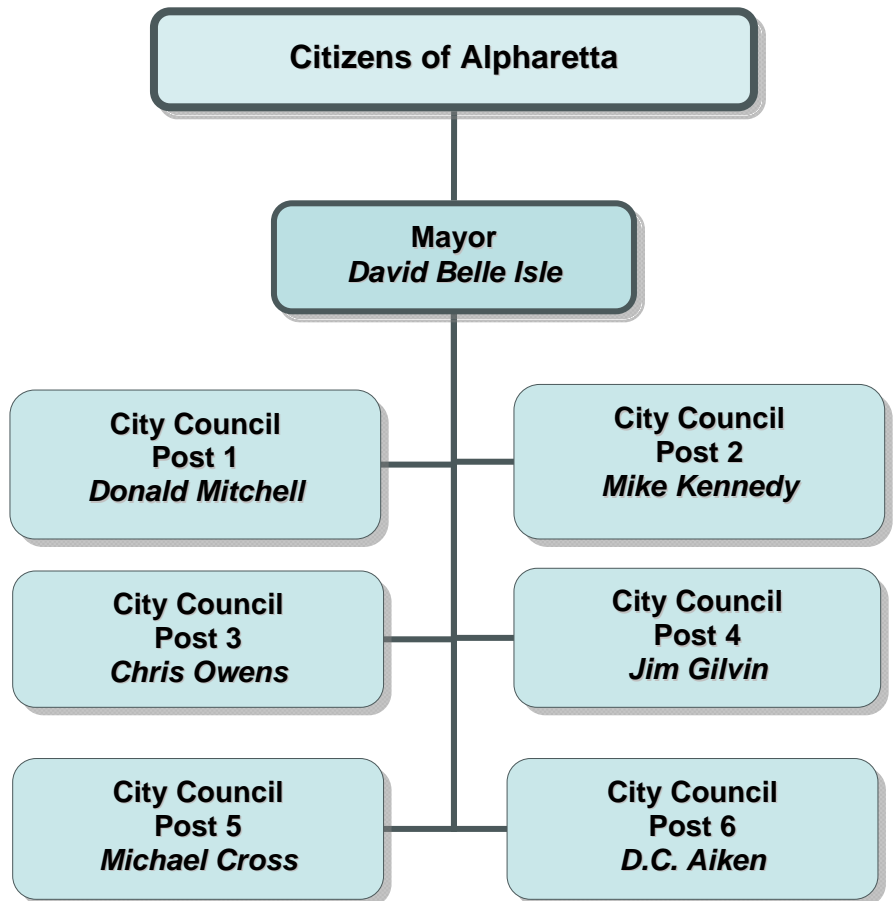 Citizens of Alpharetta
Mayor
David Belle Isle
City Council
Post 1
Donald Mitchell
City Council
Post 2
Mike Kennedy
City Council
Post 3
Chris Owens
City Council
Post 4
Jim Gilvin
City Council
Post 5
Michael Cross
City Council
Post 6
D.C. Aiken